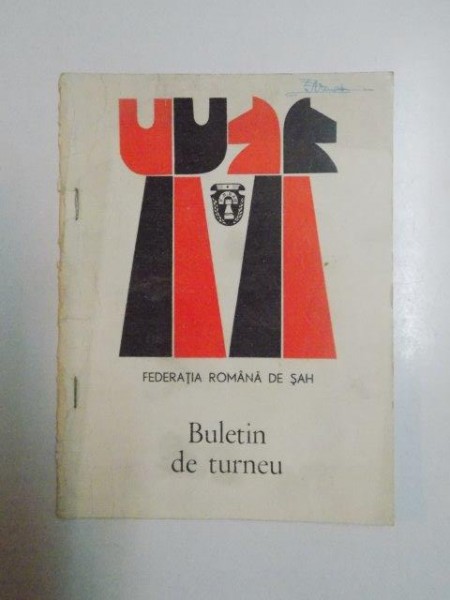 FEDERAȚIA ROMÂNĂ DE ȘAH
Buletin
de turneu